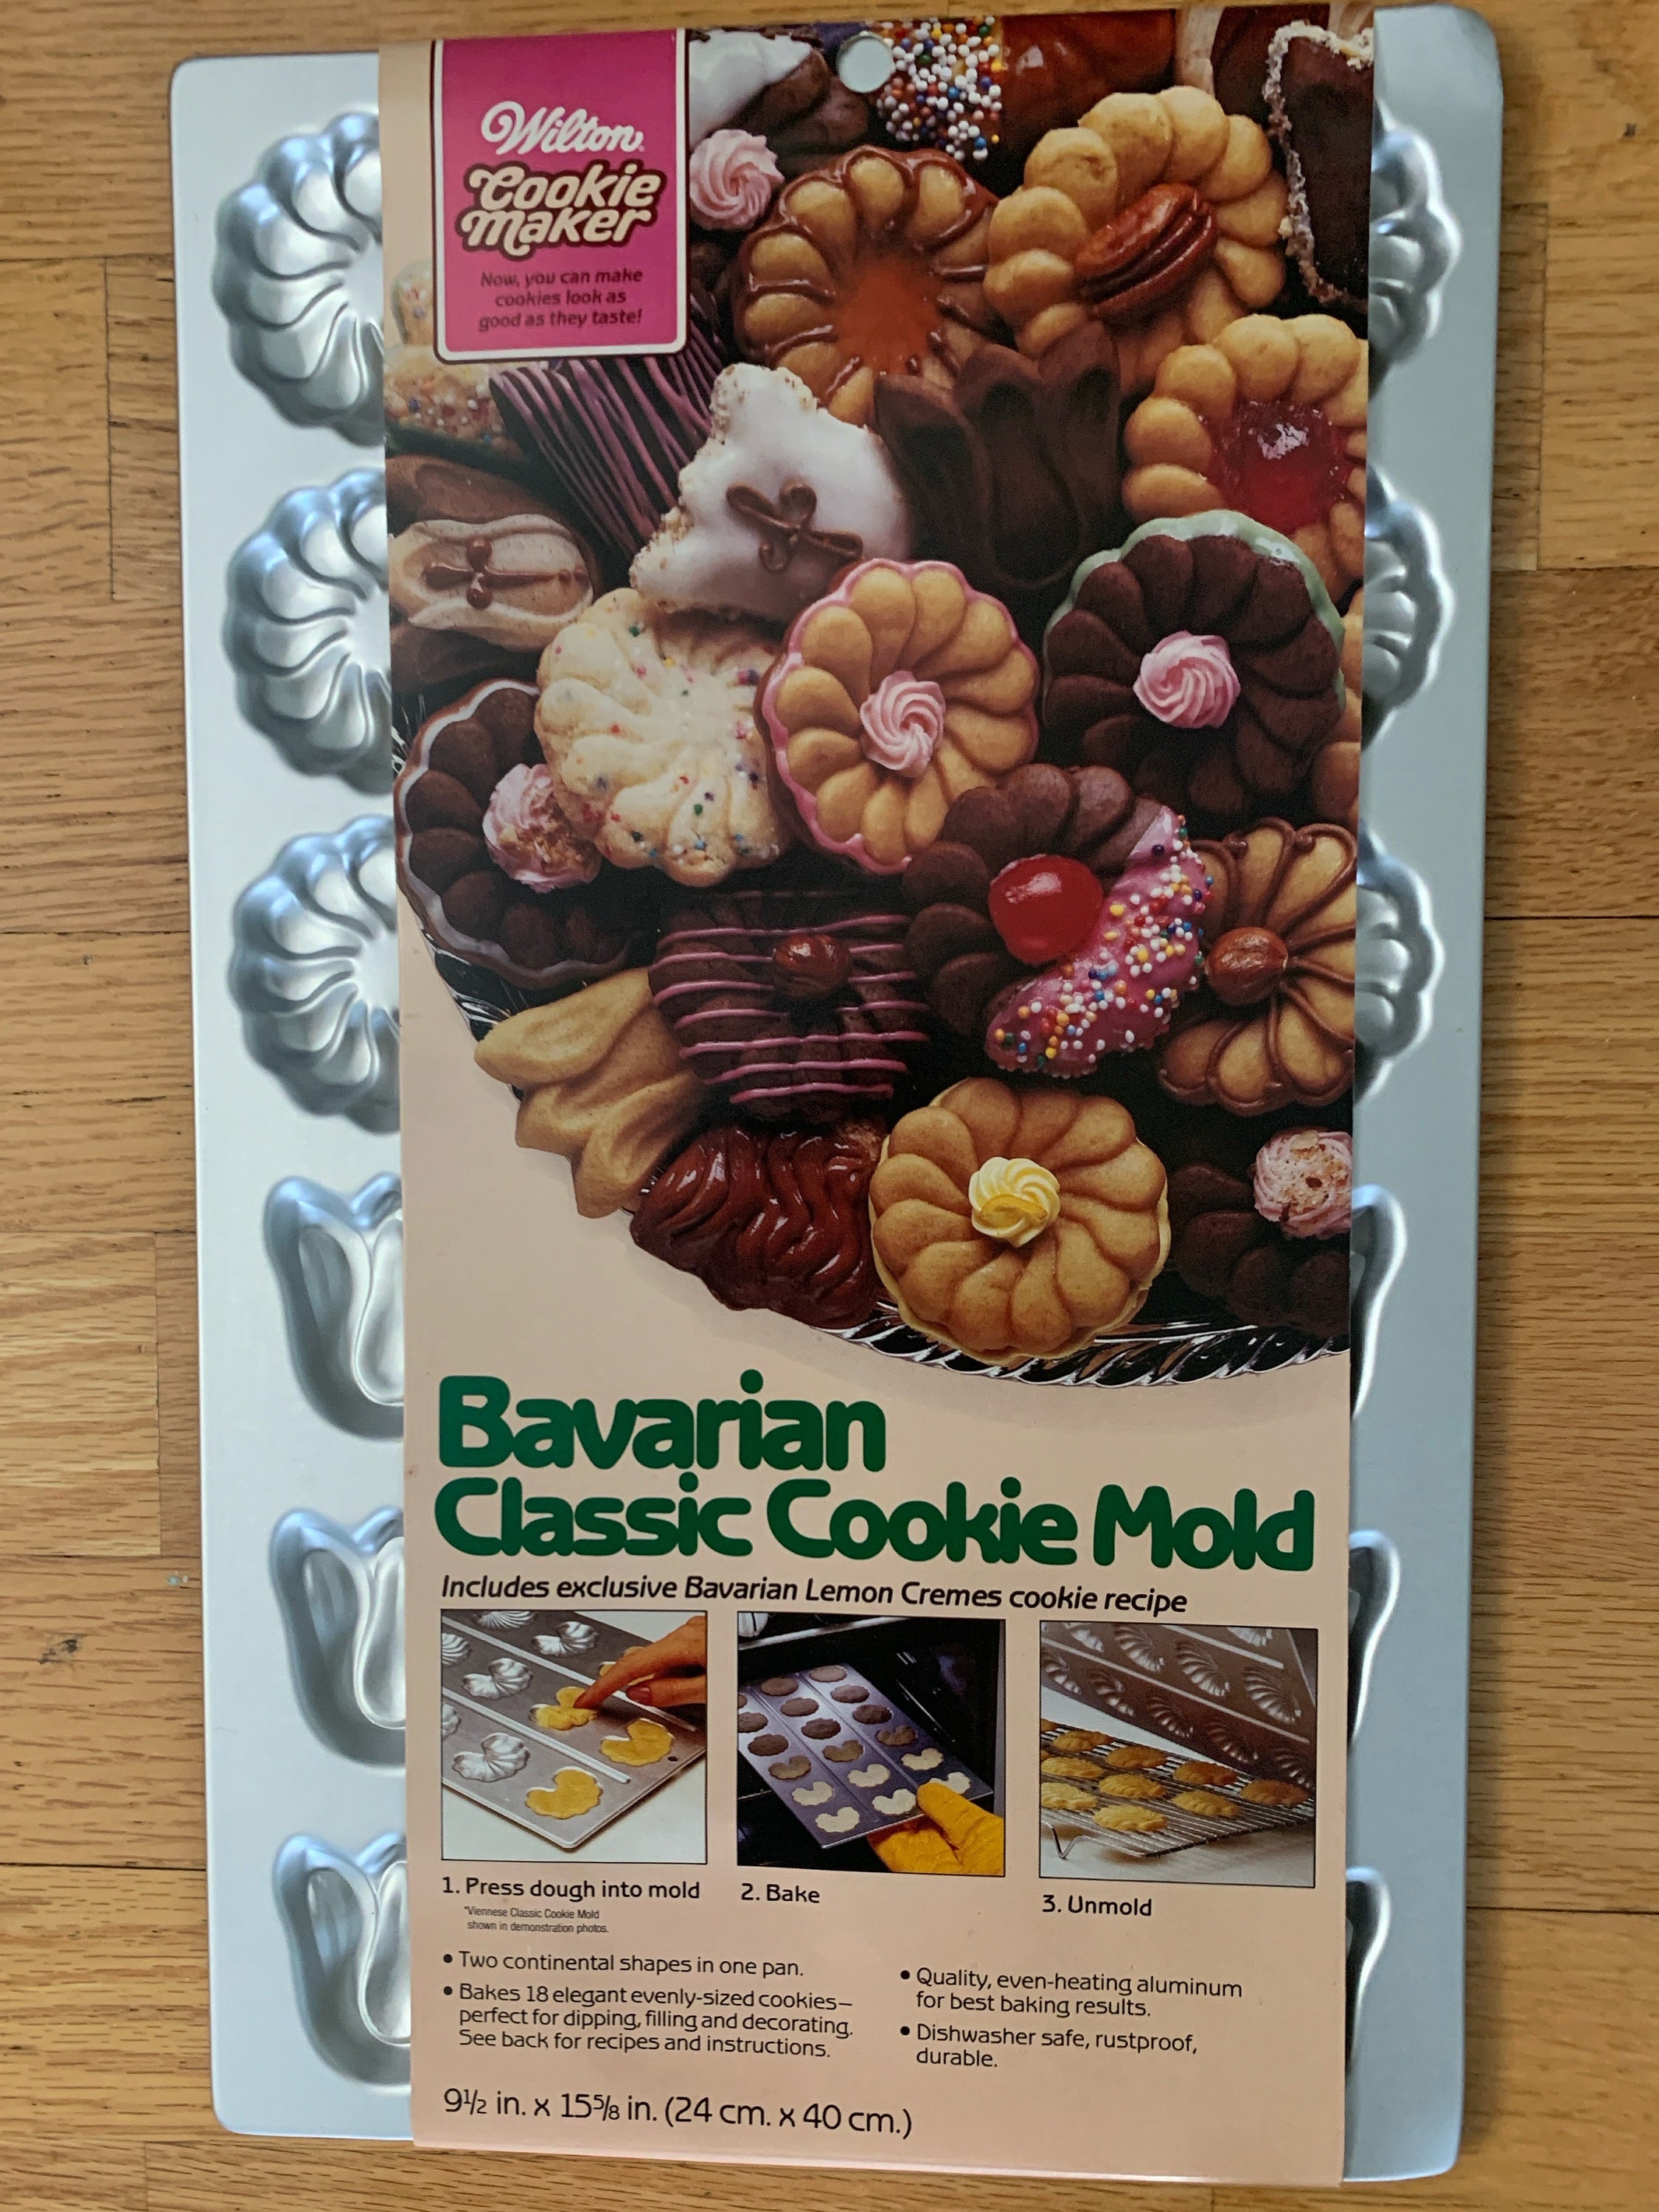 Wilton
Cookie
Maker
Now, you can make
cookies look as
good as they taste!
Bavarian
Classic Cookie Mold
Includes exclusive Bavarian Lemon Cremes cookie recipe
1. Press dough into mold
*Viennese Classic Cookie Mold
shown in demonstration photos.
2. Bake
3. Unmold
• Two continental shapes in one pan.
• Bakes 18 elegant evenly-sized cookies—
perfect for dipping, filling and decorating.
See back for recipes and instructions.
• Quality, even-heating aluminum
for best baking results.
• Dishwasher safe, rustproof,
durable.
9½ in. x 15⅝ in. (24 cm. x 40 cm.)